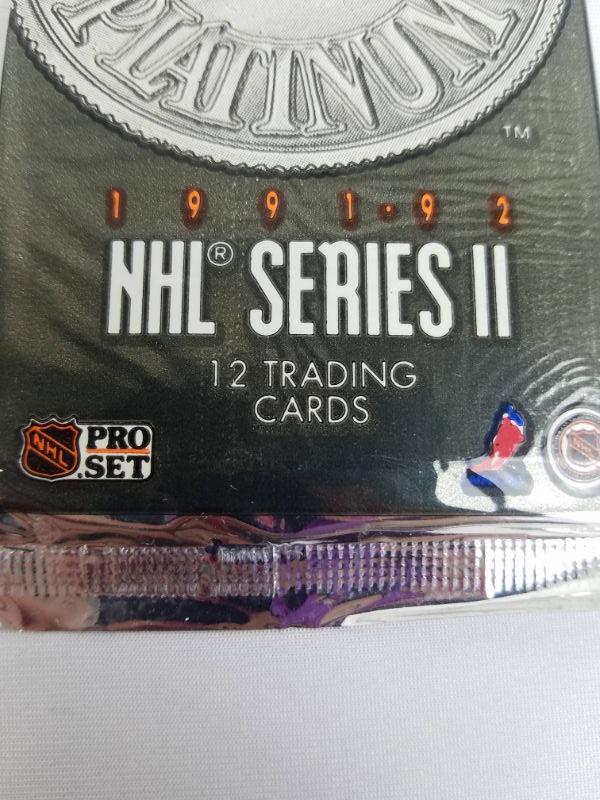 PLATINUM
TM
1991·92
NHL® SERIES II
12 TRADING
CARDS
NHL
PRO
.SET